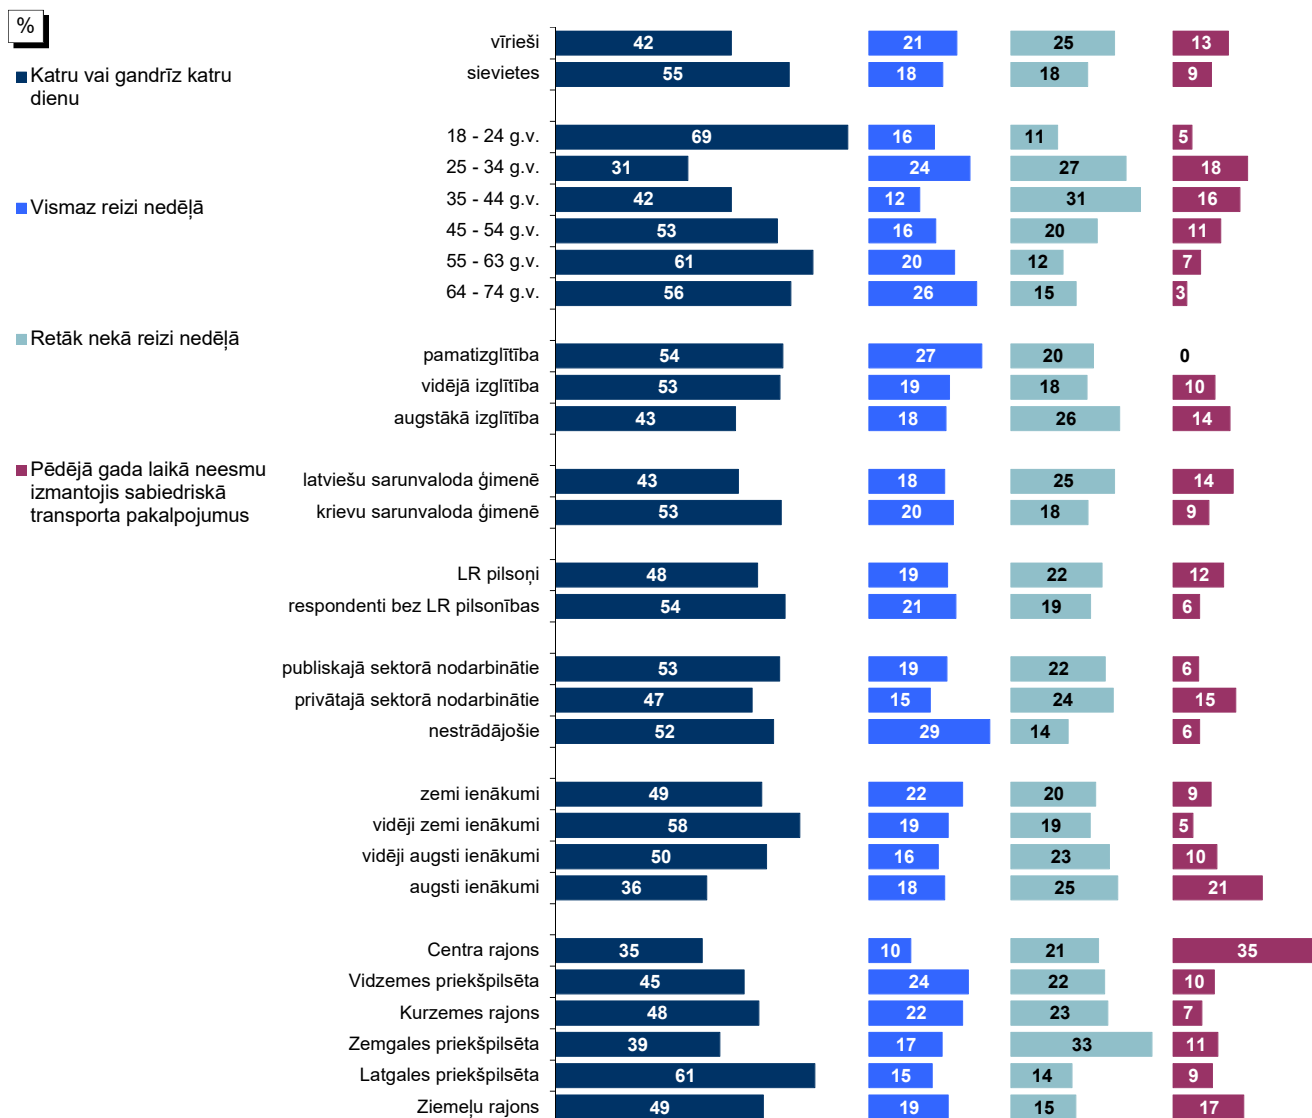 %
Katru vai gandrīz katru
dienu
Vismaz reizi nedēļā
Retāk nekā reizi nedēļā
Pēdējā gada laikā neesmu
izmantojis sabiedriskā
transporta pakalpojumus
vīrieši 42 21 25 13
sievietes 55 18 18 9
18 - 24 g.v. 69 16 11 5
25 - 34 g.v. 31 24 27 18
35 - 44 g.v. 42 12 31 16
45 - 54 g.v. 53 16 20 11
55 - 63 g.v. 61 20 12 7
64 - 74 g.v. 56 26 15 3
pamatizglītība 54 27 20 0
vidējā izglītība 53 19 18 10
augstākā izglītība 43 18 26 14
latviešu sarunvaloda ģimenē 43 18 25 14
krievu sarunvaloda ģimenē 53 20 18 9
LR pilsoņi 48 19 22 12
respondenti bez LR pilsonības 54 21 19 6
publiskajā sektorā nodarbinātie 53 19 22 6
privātajā sektorā nodarbinātie 47 15 24 15
nestrādājošie 52 29 14 6
zemi ienākumi 49 22 20 9
vidēji zemi ienākumi 58 19 19 5
vidēji augsti ienākumi 50 16 23 10
augsti ienākumi 36 18 25 21
Centra rajons 35 10 21 35
Vidzemes priekšpilsēta 45 24 22 10
Kurzemes rajons 48 22 23 7
Zemgales priekšpilsēta 39 17 33 11
Latgales priekšpilsēta 61 15 14 9
Ziemeļu rajons 49 19 15 17